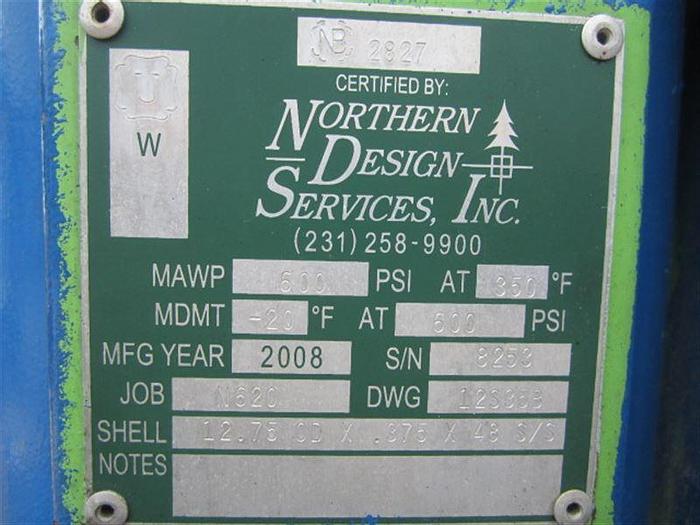 NB 2827
CERTIFIED BY:
U
W
NORTHERN
DESIGN
SERVICES, INC.
(231) 258-9900
MAWP 600 PSI AT 350 °F
MDMT -20 °F AT 600 PSI
MFG YEAR 2008 S/N 8253
JOB N620 DWG
SHELL 12.75 OD X .375 X 48 S/S
NOTES